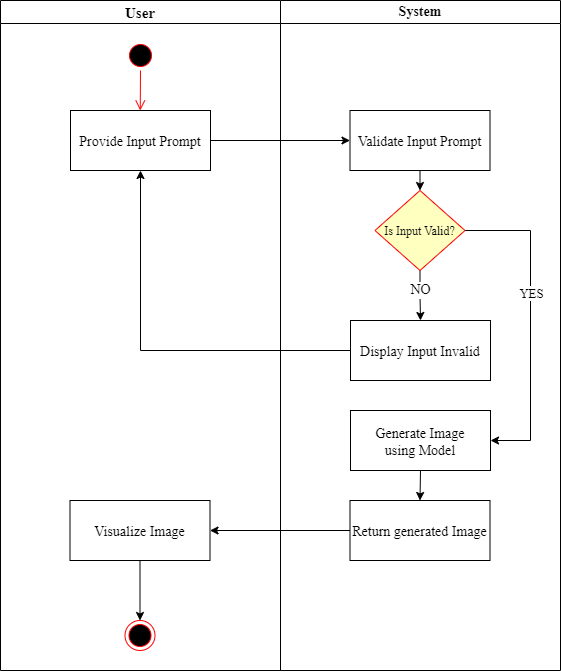 User
System
Provide Input Prompt
Validate Input Prompt
Is Input Valid?
NO
YES
Display Input Invalid
Generate Image
using Model
Visualize Image
Return generated Image